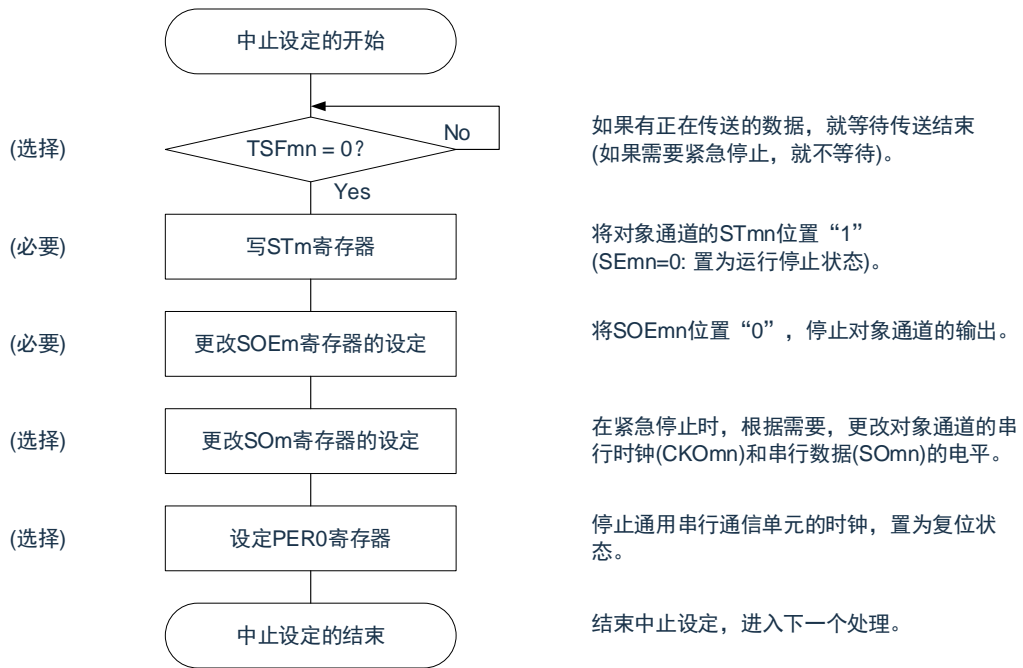 中止设定的开始
(选择)
TSFmn = 0?
No
Yes
如果有正在传送的数据，就等待传送结束
(如果需要紧急停止，就不等待)。
(必要)
写STm寄存器
将对象通道的STmn位置“1”
(SEmn=0: 置为运行停止状态)。
(必要)
更改SOEm寄存器的设定
将SOEmn位置“0”，停止对象通道的输出。
(选择)
更改SOm寄存器的设定
在紧急停止时，根据需要，更改对象通道的串
行时钟(CKOmn)和串行数据(SOmn)的电平。
(选择)
设定PER0寄存器
停止通用串行通信单元的时钟，置为复位状
态。
中止设定的结束
结束中止设定，进入下一个处理。